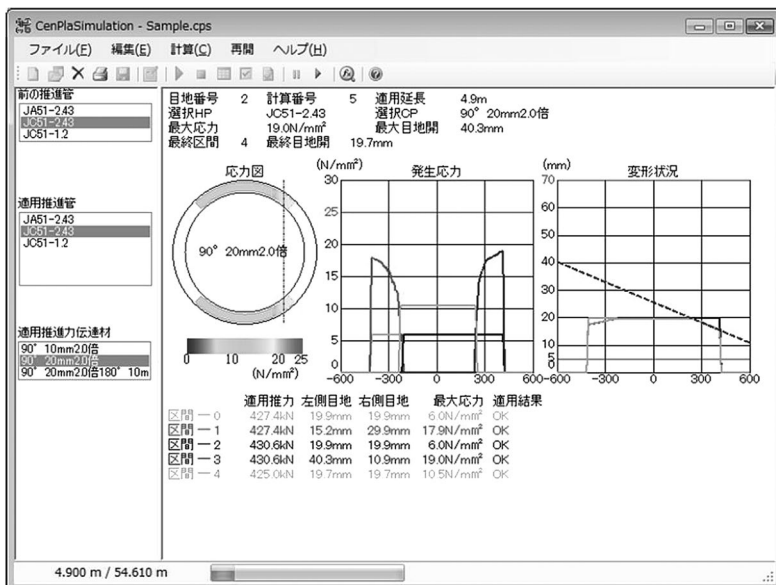 CenPlaSimulation - Sample.cps
ファイル(F) 編集(E) 計算(C) 再開 ヘルプ(H)
前の推進管
JA51-2.43
JC51-2.43
JC51-1.2
適用推進管
JA51-2.43
JC51-2.43
JC51-1.2
適用推進力伝達材
90° 10mm2.0倍
90° 20mm2.0倍
90° 20mm2.0倍180° 10m
目地番号 2 計算番号 5 適用延長 4.9m
選択HP JC51-2.43 選択CP 90° 20mm2.0倍
最大応力 19.0N/mm² 最大目地開 40.3mm
最終区間 4 最終目地開 19.7mm
応力図
90° 20mm2.0倍
0 10 20 25
(N/mm²)
(N/mm²) 発生応力
30
25
20
15
10
5
0
-600 -300 0 300 600
(mm) 変形状況
70
60
50
40
30
20
10
5
0
-600 -300 0 300 600
適用推力 左側目地 右側目地 最大応力 適用結果
区間 — 0 427.4kN 19.9mm 19.9mm 6.0N/mm² OK
区間 — 1 427.4kN 15.2mm 29.9mm 17.9N/mm² OK
区間 — 2 430.6kN 19.9mm 19.9mm 6.0N/mm² OK
区間 — 3 430.6kN 40.3mm 10.9mm 19.0N/mm² OK
区間 — 4 425.0kN 19.7mm 19.7mm 10.5N/mm² OK
4.900 m / 54.610 m